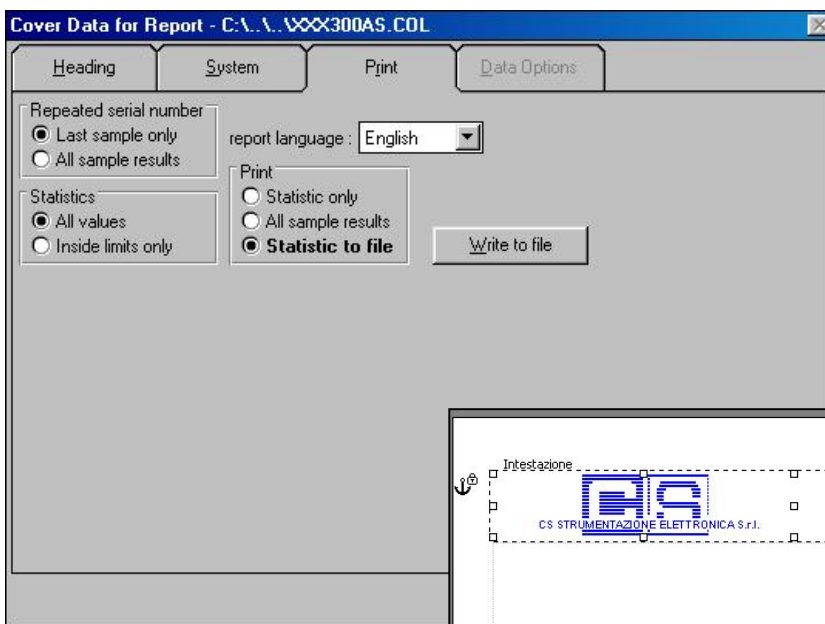 Cover Data for Report - C:\..\..\XXX300AS.COL
Heading
System
Print
Data Options
Repeated serial number
Last sample only
All sample results
report language : English
Print
Statistic only
All sample results
Statistic to file
Statistics
All values
Inside limits only
Write to file
Intestazione
CS
CS STRUMENTAZIONE ELETTRONICA S.r.l.